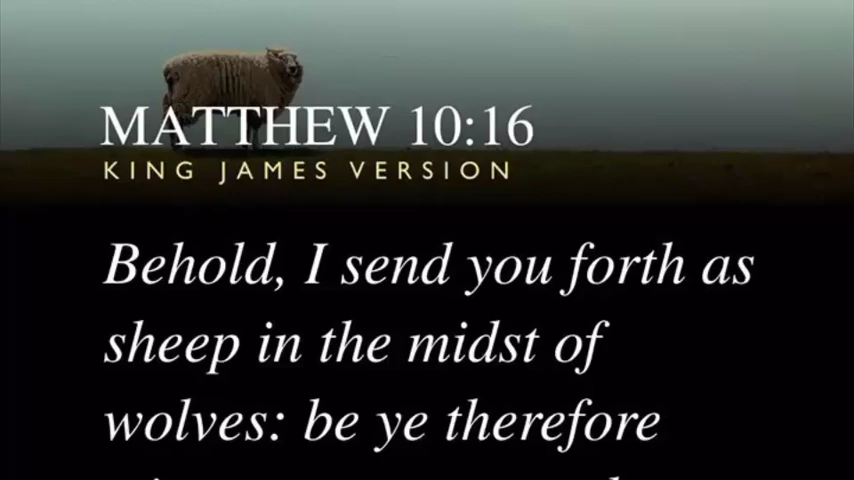 MATTHEW 10:16
KING JAMES VERSION
Behold, I send you forth as
sheep in the midst of
wolves: be ye therefore